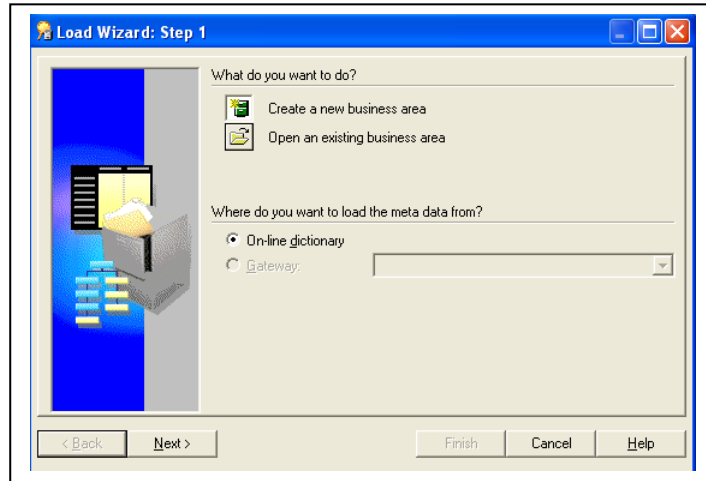 Load Wizard: Step 1
What do you want to do?
Create a new business area
Open an existing business area
Where do you want to load the meta data from?
On-line dictionary
Gateway:
< Back Next > Finish Cancel Help